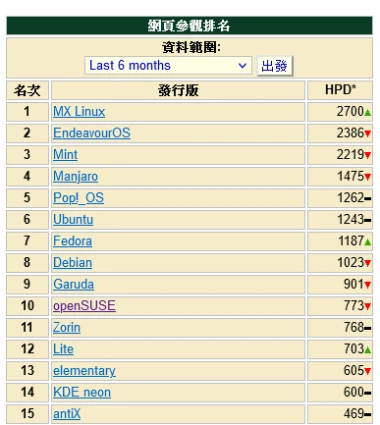 網頁參觀排名
資料範圍:
Last 6 months 出發
名次 發行版 HPD*
1 MX Linux 2700▲
2 EndeavourOS 2386▼
3 Mint 2219▼
4 Manjaro 1475▼
5 Pop!_OS 1262━
6 Ubuntu 1243━
7 Fedora 1187▲
8 Debian 1023▼
9 Garuda 901▼
10 openSUSE 773▼
11 Zorin 768━
12 Lite 703▲
13 elementary 605▼
14 KDE neon 600━
15 antiX 469━